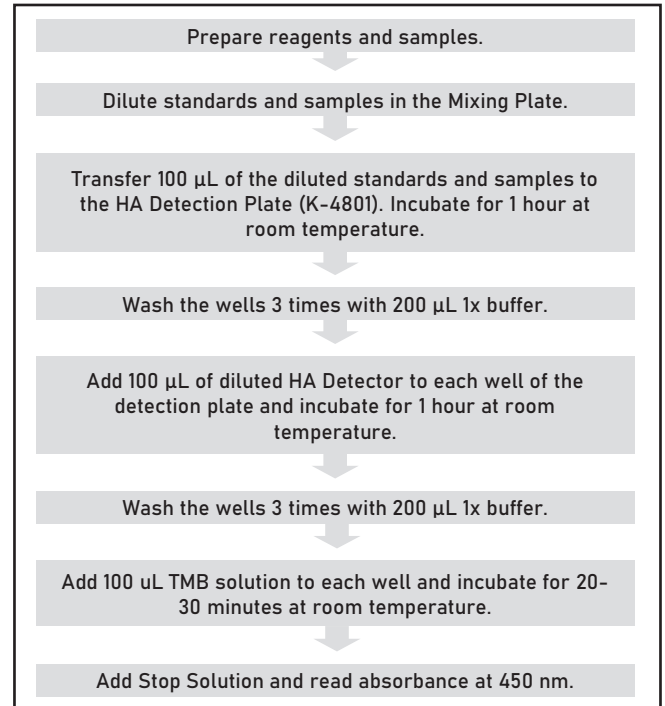 Prepare reagents and samples.
Dilute standards and samples in the Mixing Plate.
Transfer 100 µL of the diluted standards and samples to
the HA Detection Plate (K-4801). Incubate for 1 hour at
room temperature.
Wash the wells 3 times with 200 µL 1x buffer.
Add 100 µL of diluted HA Detector to each well of the
detection plate and incubate for 1 hour at room
temperature.
Wash the wells 3 times with 200 µL 1x buffer.
Add 100 uL TMB solution to each well and incubate for 20-
30 minutes at room temperature.
Add Stop Solution and read absorbance at 450 nm.